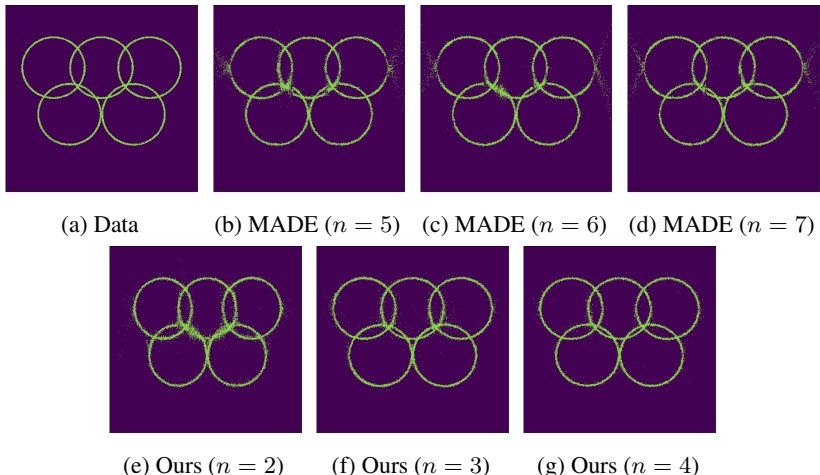 (a) Data (b) MADE (n = 5) (c) MADE (n = 6) (d) MADE (n = 7)
(e) Ours (n = 2) (f) Ours (n = 3) (g) Ours (n = 4)